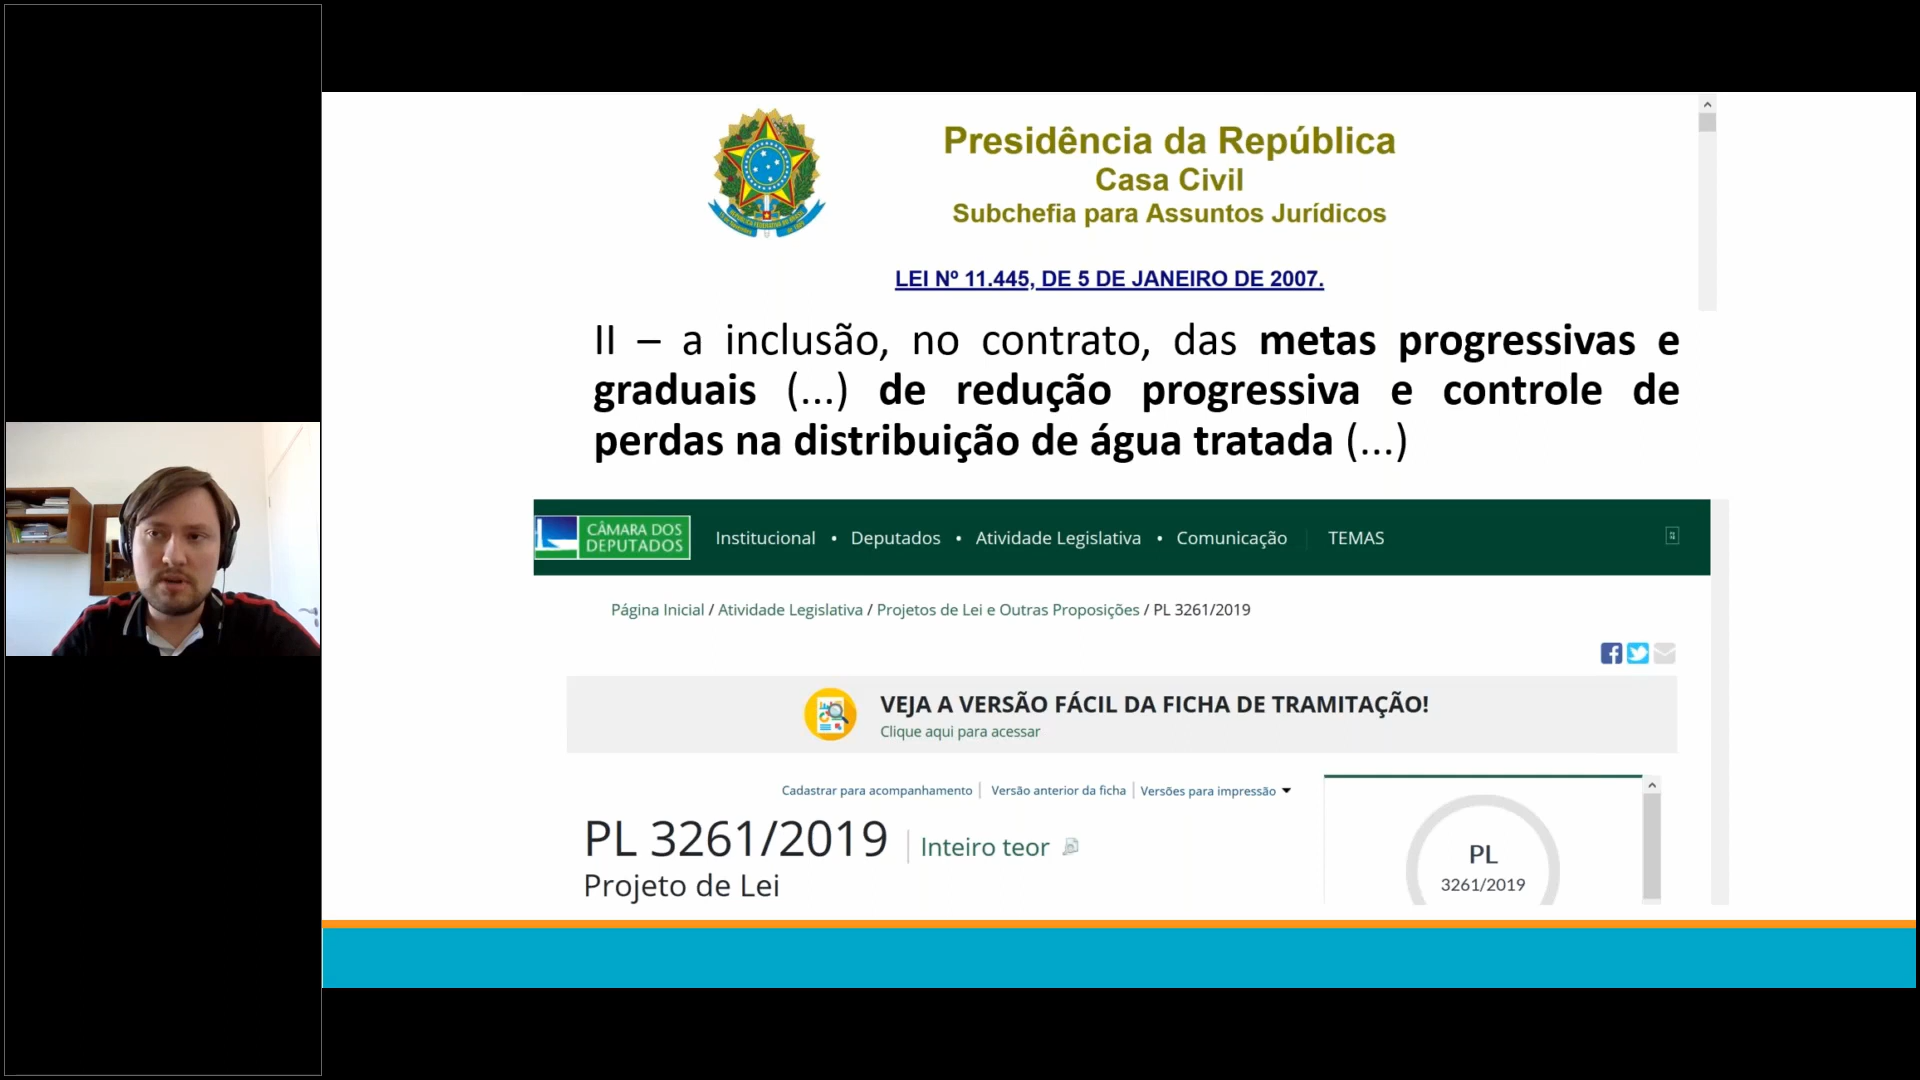 Presidência da República
Casa Civil
Subchefia para Assuntos Jurídicos
LEI Nº 11.445, DE 5 DE JANEIRO DE 2007.
II – a inclusão, no contrato, das metas progressivas e
graduais (...) de redução progressiva e controle de
perdas na distribuição de água tratada (...)
CÂMARA DOS
DEPUTADOS
Institucional • Deputados • Atividade Legislativa • Comunicação TEMAS
Página Inicial / Atividade Legislativa / Projetos de Lei e Outras Proposições / PL 3261/2019
VEJA A VERSÃO FÁCIL DA FICHA DE TRAMITAÇÃO!
Clique aqui para acessar
Cadastrar para acompanhamento | Versão anterior da ficha | Versões para impressão
PL 3261/2019 | Inteiro teor
Projeto de Lei
PL
3261/2019